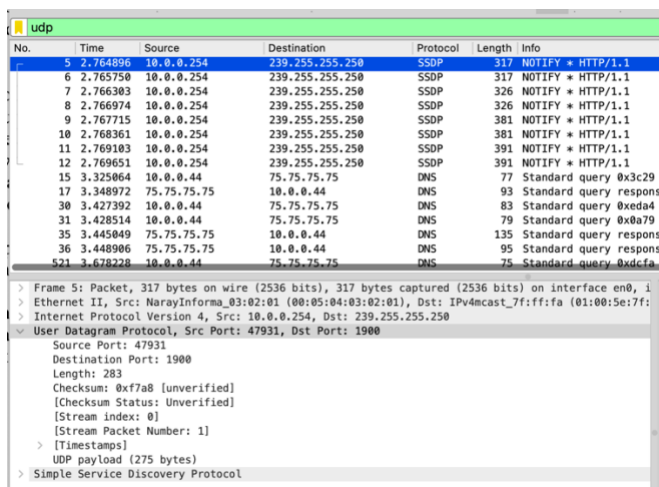 udp
No. Time Source Destination Protocol Length Info
5 2.764896 10.0.0.254 239.255.255.250 SSDP 317 NOTIFY * HTTP/1.1
6 2.765750 10.0.0.254 239.255.255.250 SSDP 317 NOTIFY * HTTP/1.1
7 2.766303 10.0.0.254 239.255.255.250 SSDP 326 NOTIFY * HTTP/1.1
8 2.766974 10.0.0.254 239.255.255.250 SSDP 326 NOTIFY * HTTP/1.1
9 2.767715 10.0.0.254 239.255.255.250 SSDP 381 NOTIFY * HTTP/1.1
10 2.768361 10.0.0.254 239.255.255.250 SSDP 381 NOTIFY * HTTP/1.1
11 2.769103 10.0.0.254 239.255.255.250 SSDP 391 NOTIFY * HTTP/1.1
12 2.769651 10.0.0.254 239.255.255.250 SSDP 391 NOTIFY * HTTP/1.1
15 3.325064 10.0.0.44 75.75.75.75 DNS 77 Standard query 0x3c29
17 3.348972 75.75.75.75 10.0.0.44 DNS 93 Standard query respons
30 3.427392 10.0.0.44 75.75.75.75 DNS 83 Standard query 0xeda4
31 3.428514 10.0.0.44 75.75.75.75 DNS 79 Standard query 0x0a79
35 3.445049 75.75.75.75 10.0.0.44 DNS 135 Standard query respons
36 3.448906 75.75.75.75 10.0.0.44 DNS 95 Standard query respons
521 3.678228 10.0.0.44 75.75.75.75 DNS 75 Standard query 0xdcfa
Frame 5: Packet, 317 bytes on wire (2536 bits), 317 bytes captured (2536 bits) on interface en0, i
Ethernet II, Src: NarayInforma_03:02:01 (00:05:04:03:02:01), Dst: IPv4mcast_7f:ff:fa (01:00:5e:7f:
Internet Protocol Version 4, Src: 10.0.0.254, Dst: 239.255.255.250
User Datagram Protocol, Src Port: 47931, Dst Port: 1900
Source Port: 47931
Destination Port: 1900
Length: 283
Checksum: 0xf7a8 [unverified]
[Checksum Status: Unverified]
[Stream index: 0]
[Stream Packet Number: 1]
[Timestamps]
UDP payload (275 bytes)
Simple Service Discovery Protocol